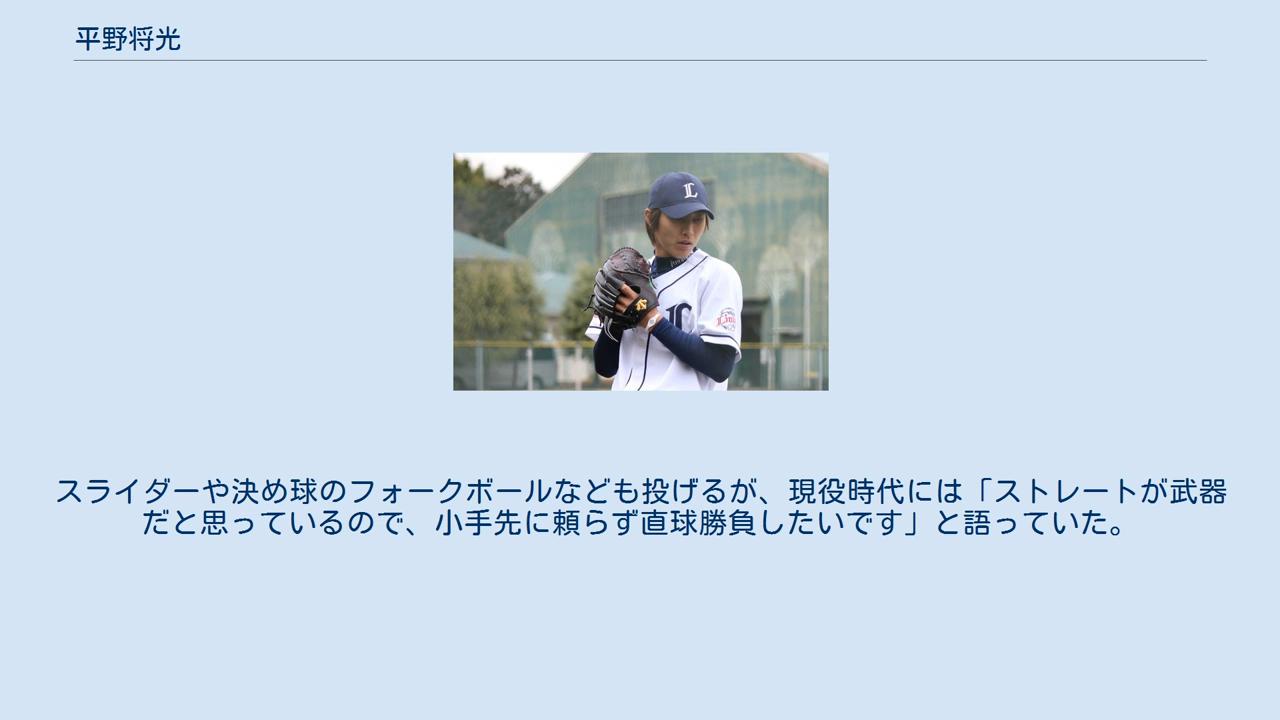 平野将光
L
L
Lions
スライダーや決め球のフォークボールなども投げるが、現役時代には「ストレートが武器
だと思っているので、小手先に頼らず直球勝負したいです」と語っていた。